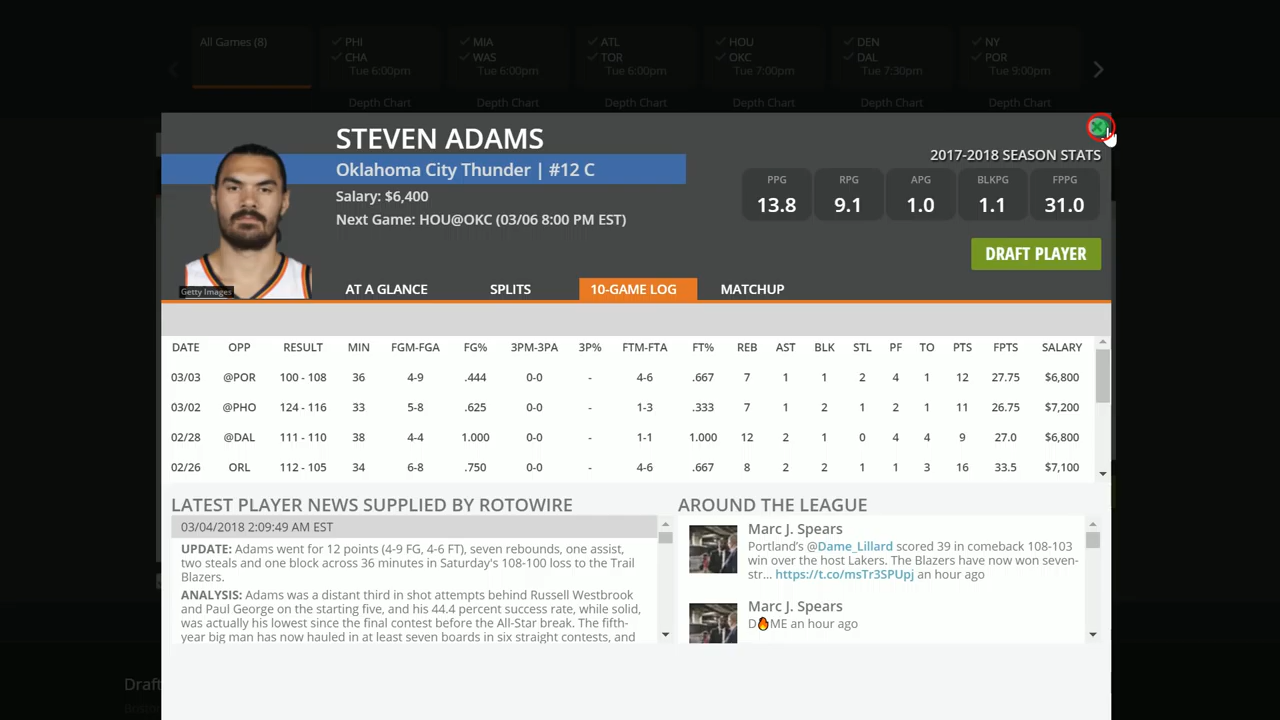 All Games (8)
PHI
CHA
Tue 6:00pm
MIA
WAS
Tue 6:00pm
ATL
TOR
Tue 6:00pm
HOU
OKC
Tue 7:00pm
DEN
DAL
Tue 7:30pm
NY
POR
Tue 9:00pm
Depth Chart Depth Chart Depth Chart Depth Chart Depth Chart Depth Chart
STEVEN ADAMS
Oklahoma City Thunder | #12 C
Salary: $6,400
Next Game: HOU@OKC (03/06 8:00 PM EST)
Getty Images
2017-2018 SEASON STATS
PPG RPG APG BLKPG FPPG
13.8 9.1 1.0 1.1 31.0
DRAFT PLAYER
AT A GLANCE SPLITS 10-GAME LOG MATCHUP
DATE OPP RESULT MIN FGM-FGA FG% 3PM-3PA 3P% FTM-FTA FT% REB AST BLK STL PF TO PTS FPTS SALARY
03/03 @POR 100 - 108 36 4-9 .444 0-0 - 4-6 .667 7 1 1 2 4 1 12 27.75 $6,800
03/02 @PHO 124 - 116 33 5-8 .625 0-0 - 1-3 .333 7 1 2 1 2 1 11 26.75 $7,200
02/28 @DAL 111 - 110 38 4-4 1.000 0-0 - 1-1 1.000 12 2 1 0 4 4 9 27.0 $6,800
02/26 ORL 112 - 105 34 6-8 .750 0-0 - 4-6 .667 8 2 2 1 1 3 16 33.5 $7,100
LATEST PLAYER NEWS SUPPLIED BY ROTOWIRE
03/04/2018 2:09:49 AM EST
UPDATE: Adams went for 12 points (4-9 FG, 4-6 FT), seven rebounds, one assist,
two steals and one block across 36 minutes in Saturday's 108-100 loss to the Trail
Blazers.
ANALYSIS: Adams was a distant third in shot attempts behind Russell Westbrook
and Paul George on the starting five, and his 44.4 percent success rate, while solid,
was actually his lowest since the final contest before the All-Star break. The fifth-
year big man has now hauled in at least seven boards in six straight contests, and
AROUND THE LEAGUE
Marc J. Spears
Portland's @Dame_Lillard scored 39 in comeback 108-103
win over the host Lakers. The Blazers have now won seven-
str... https://t.co/msTr3SPUpj an hour ago
Marc J. Spears
D🔥ME an hour ago
Draft